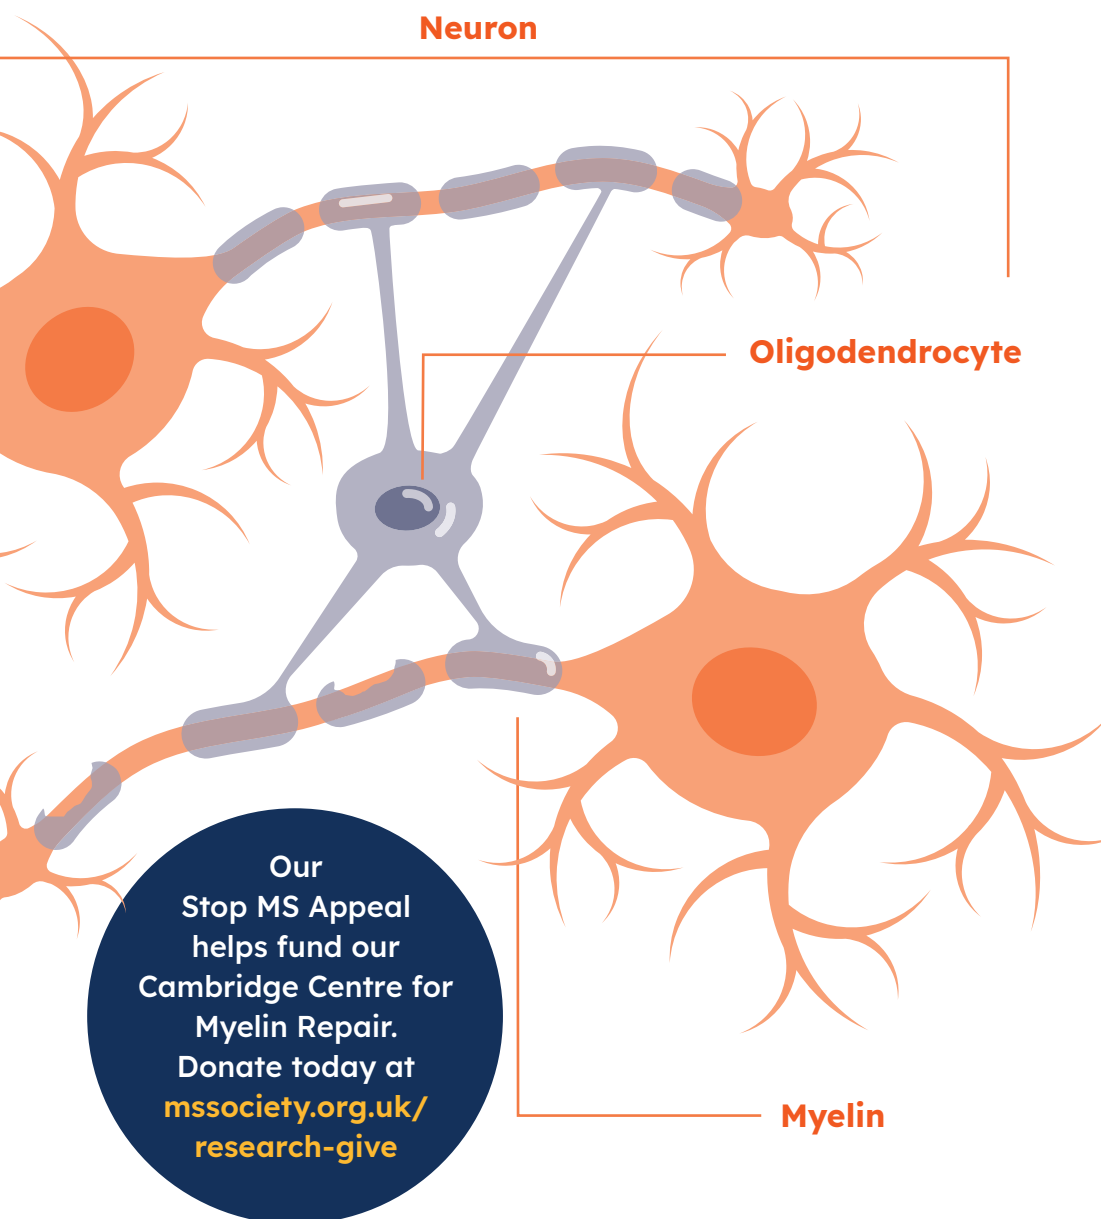 Neuron
Oligodendrocyte
Our
Stop MS Appeal
helps fund our
Cambridge Centre for
Myelin Repair.
Donate today at
mssociety.org.uk/
research-give
Myelin